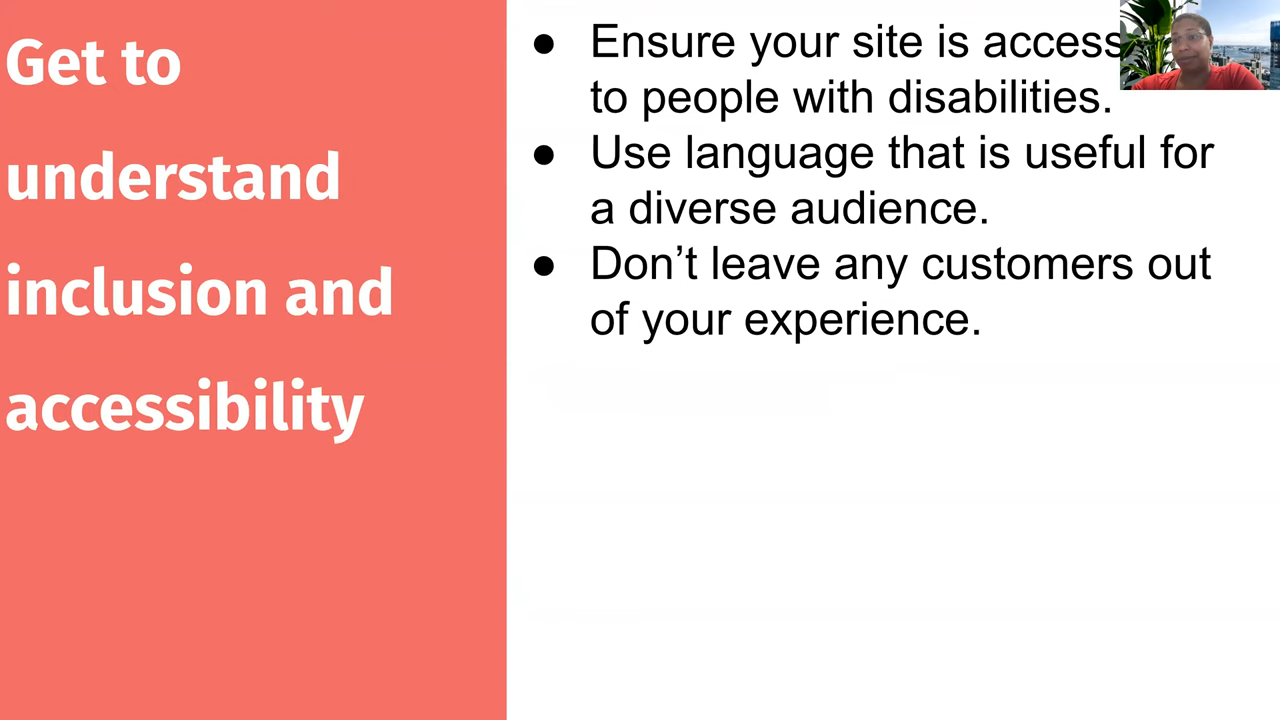 Get to
understand
inclusion and
accessibility
● Ensure your site is access
to people with disabilities.
● Use language that is useful for
a diverse audience.
● Don’t leave any customers out
of your experience.